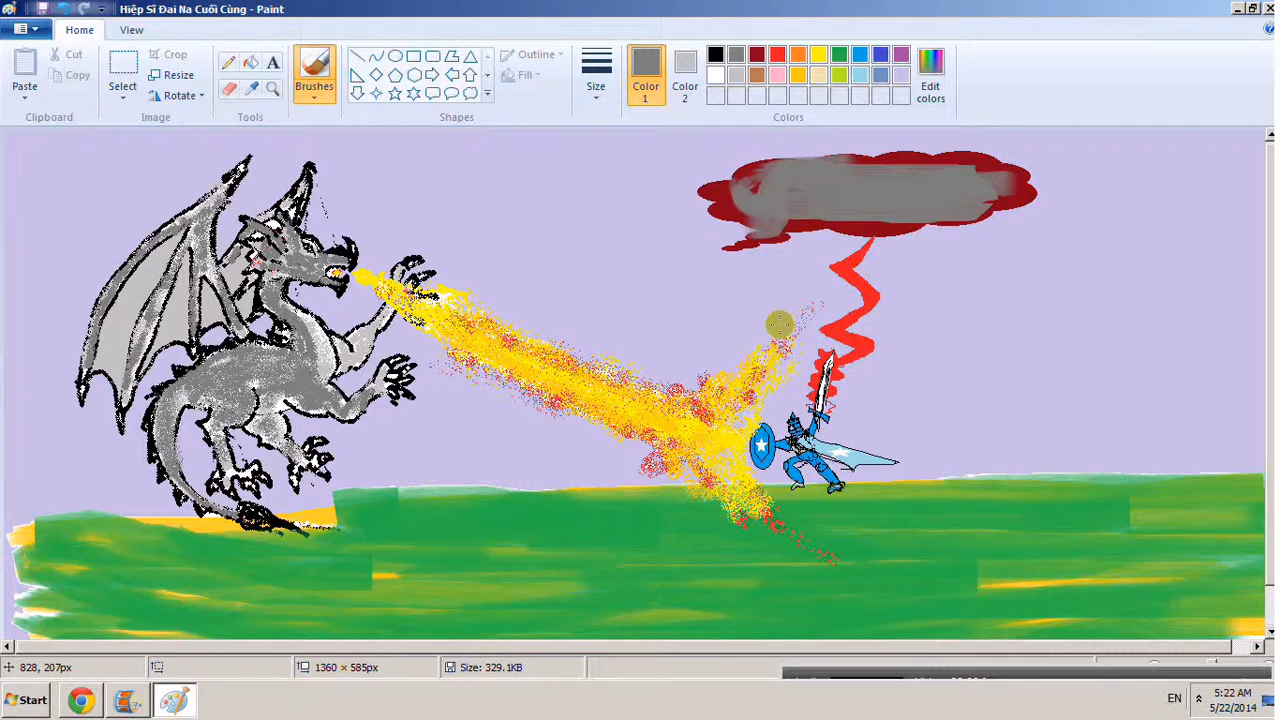 Hiệp Sĩ Đai Na Cuối Cùng - Paint
Home View
Paste
Cut
Copy
Clipboard
Select
Crop
Resize
Rotate
Image
A
Tools
Brushes
Shapes
Outline
Fill
Size
Color 1
Color 2
Colors
Edit colors
828, 207px
1360 × 585px
Size: 329.1KB
Start
EN
5:22 AM
5/22/2014